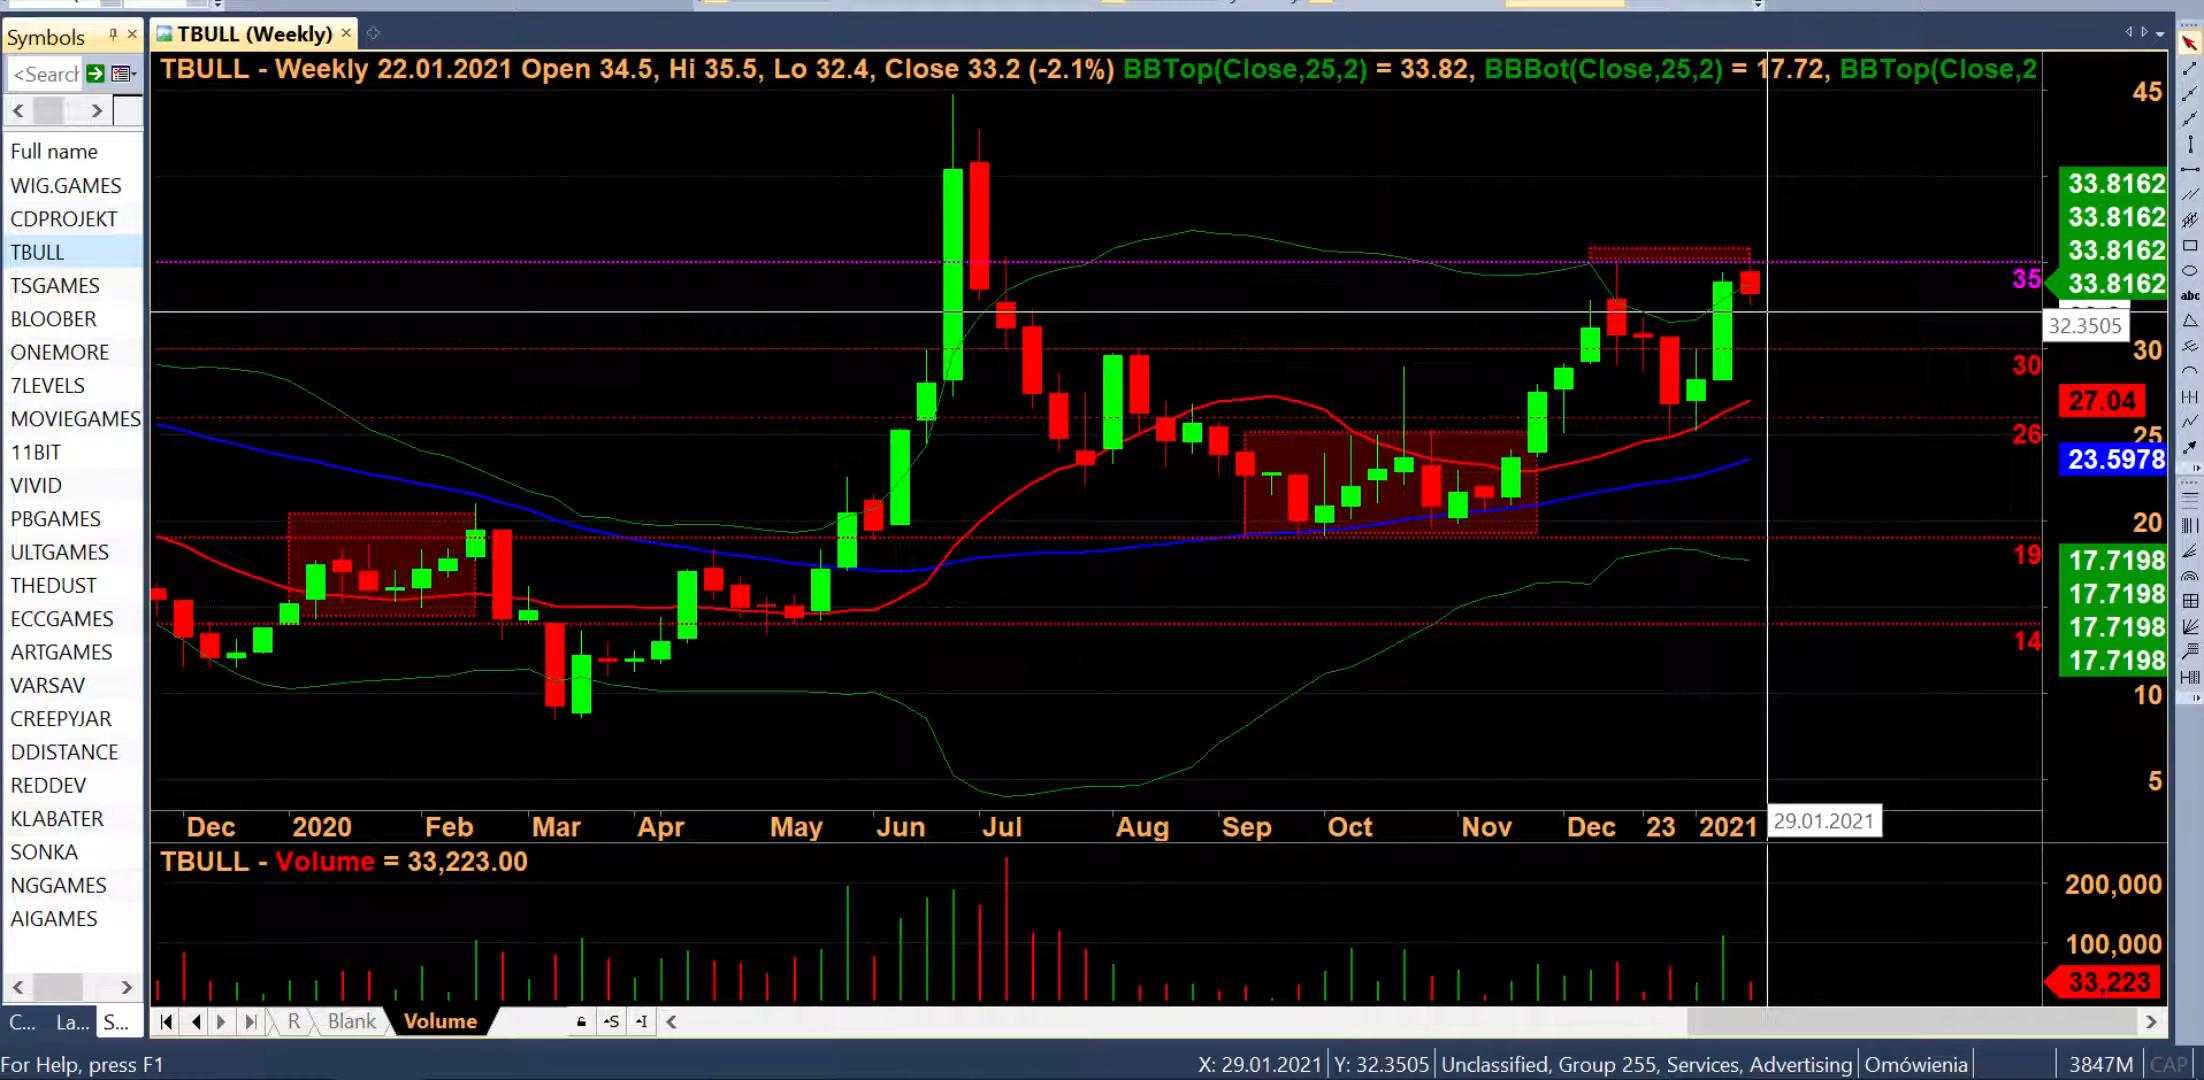 Symbols
TBULL (Weekly)
<Search
Full name
WIG.GAMES
CDPROJEKT
TBULL
TSGAMES
BLOOBER
ONEMORE
7LEVELS
MOVIEGAMES
11BIT
VIVID
PBGAMES
ULTGAMES
THEDUST
ECCGAMES
ARTGAMES
VARSAV
CREEPYJAR
DDISTANCE
REDDEV
KLABATER
SONKA
NGGAMES
AIGAMES
C... La... S...
TBULL - Weekly 22.01.2021 Open 34.5, Hi 35.5, Lo 32.4, Close 33.2 (-2.1%) BBTop(Close,25,2) = 33.82, BBBot(Close,25,2) = 17.72, BBTop(Close,2
45
33.8162
33.8162
33.8162
35 33.8162
32.3505
30
30
27.04
26
25
23.5978
20
19
17.7198
17.7198
17.7198
14
17.7198
10
5
Dec 2020 Feb Mar Apr May Jun Jul Aug Sep Oct Nov Dec 23 2021 29.01.2021
TBULL - Volume = 33,223.00
200,000
100,000
33,223
R Blank Volume
S
I
abc
For Help, press F1
X: 29.01.2021 Y: 32.3505 Unclassified, Group 255, Services, Advertising Omówienia 3847M CAP